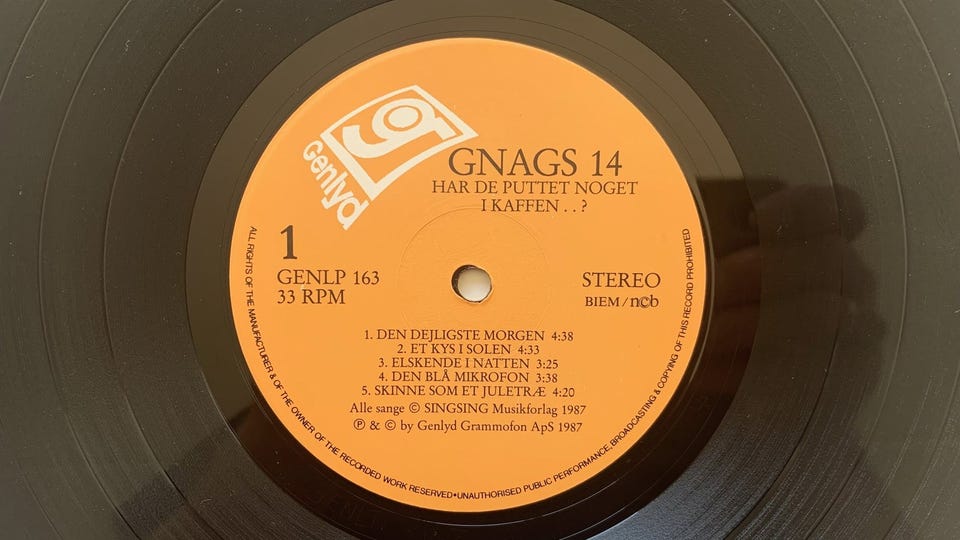 Genlyd
GNAGS 14
HAR DE PUTTET NOGET
I KAFFEN . . ?
1
GENLP 163
33 RPM
STEREO
BIEM / n©b
1. DEN DEJLIGSTE MORGEN 4:38
2. ET KYS I SOLEN 4:33
3. ELSKENDE I NATTEN 3:25
4. DEN BLÅ MIKROFON 3:38
5. SKINNE SOM ET JULETRÆ 4:20
Alle sange © SINGSING Musikforlag 1987
℗ & © by Genlyd Grammofon ApS 1987
ALL RIGHTS OF THE MANUFACTURER & OF THE OWNER OF THE RECORDED WORK RESERVED•UNAUTHORISED PUBLIC PERFORMANCE, BROADCASTING & COPYING OF THIS RECORD PROHIBITED